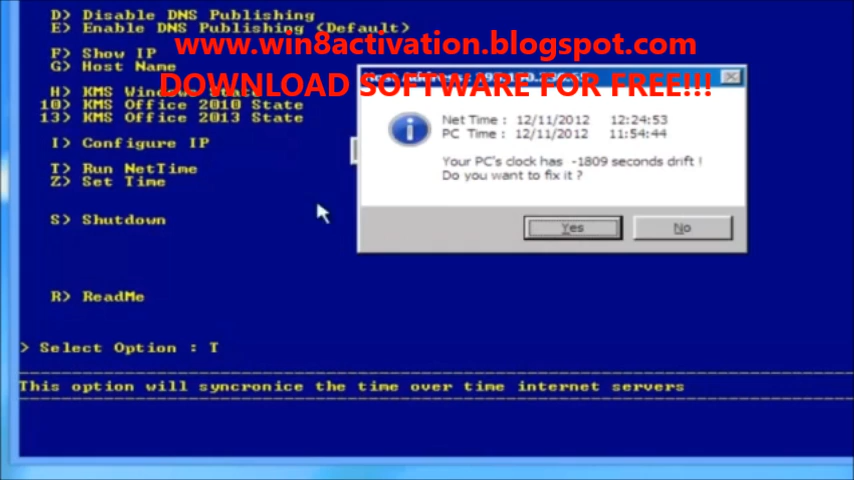 D) Disable DNS Publishing
E) Enable DNS Publishing (Default)
www.win8activation.blogspot.com
F) Show IP
G) Host Name
DOWNLOAD SOFTWARE FOR FREE!!!
H) KMS Windows State
10) KMS Office 2010 State
13) KMS Office 2013 State
I) Configure IP
T) Run NetTime
Z) Set Time
S) Shutdown
R) ReadMe
Net Time : 12/11/2012 12:24:53
PC Time : 12/11/2012 11:54:44
Your PC's clock has -1809 seconds drift !
Do you want to fix it ?
Yes
No
> Select Option : T
This option will syncronice the time over time internet servers